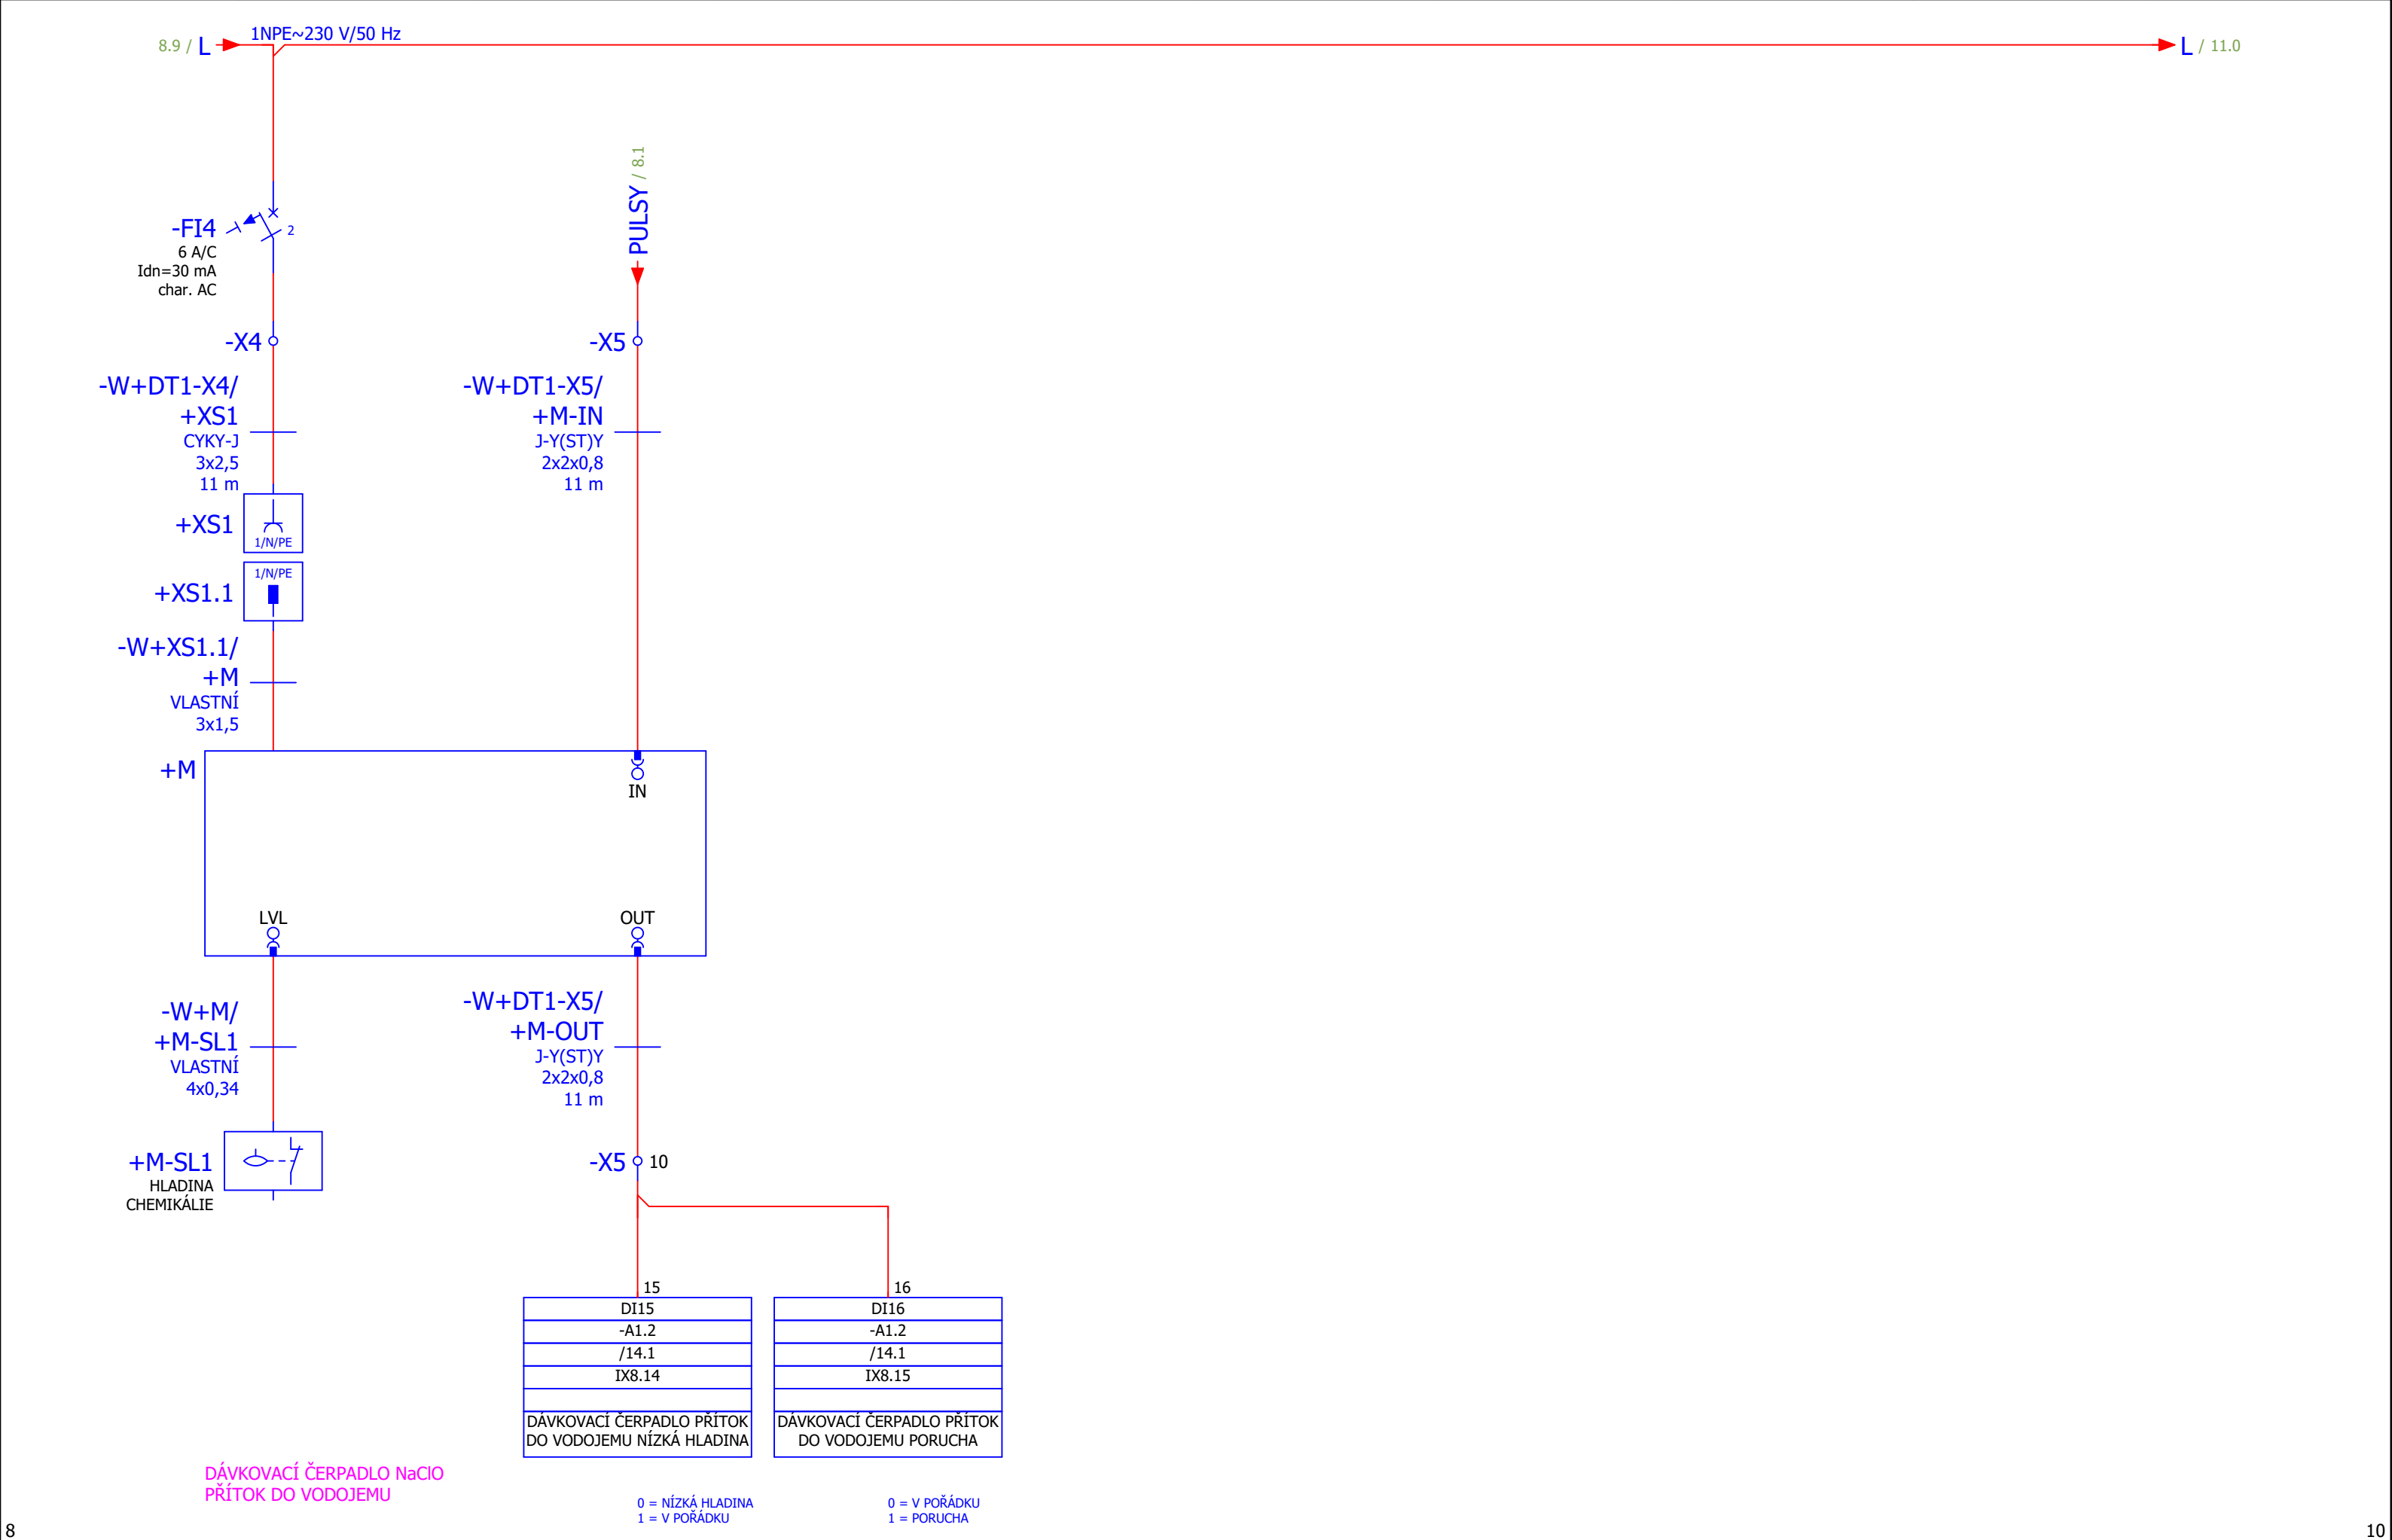 8.9 / L
1NPE~230 V/50 Hz
L / 11.0
PULSY / 8.1
-FI4
2
6 A/C
Idn=30 mA
char. AC
-X4
-X5
-W+DT1-X4/
+XS1
CYKY-J
3x2,5
11 m
-W+DT1-X5/
+M-IN
J-Y(ST)Y
2x2x0,8
11 m
+XS1
1/N/PE
+XS1.1
1/N/PE
-W+XS1.1/
+M
VLASTNÍ
3x1,5
+M
IN
LVL
OUT
-W+M/
+M-SL1
VLASTNÍ
4x0,34
-W+DT1-X5/
+M-OUT
J-Y(ST)Y
2x2x0,8
11 m
+M-SL1
HLADINA
CHEMIKÁLIE
-X5
10
15
DI15
-A1.2
/14.1
IX8.14
DÁVKOVACÍ ČERPADLO PŘÍTOK
DO VODOJEMU NÍZKÁ HLADINA
16
DI16
-A1.2
/14.1
IX8.15
DÁVKOVACÍ ČERPADLO PŘÍTOK
DO VODOJEMU PORUCHA
DÁVKOVACÍ ČERPADLO NaClO
PŘÍTOK DO VODOJEMU
0 = NÍZKÁ HLADINA
1 = V POŘÁDKU
0 = V POŘÁDKU
1 = PORUCHA
8
10